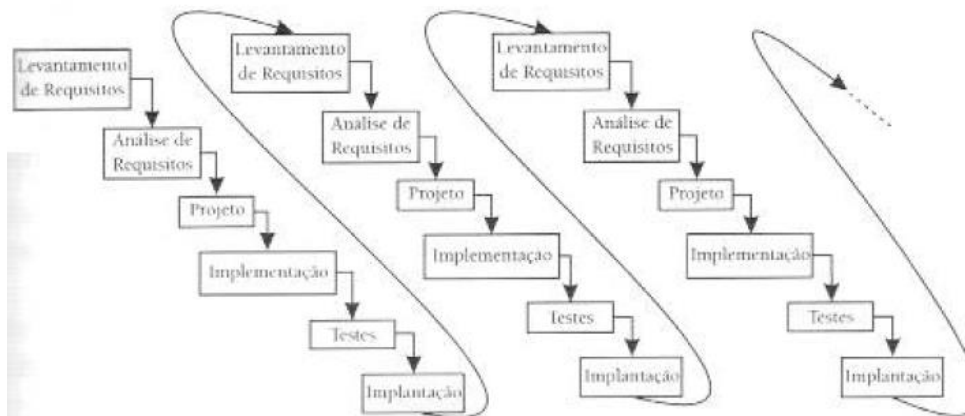 Levantamento
de Requisitos
Análise de
Requisitos
Projeto
Implementação
Testes
Implantação
Levantamento
de Requisitos
Análise de
Requisitos
Projeto
Implementação
Testes
Implantação
Levantamento
de Requisitos
Análise de
Requisitos
Projeto
Implementação
Testes
Implantação